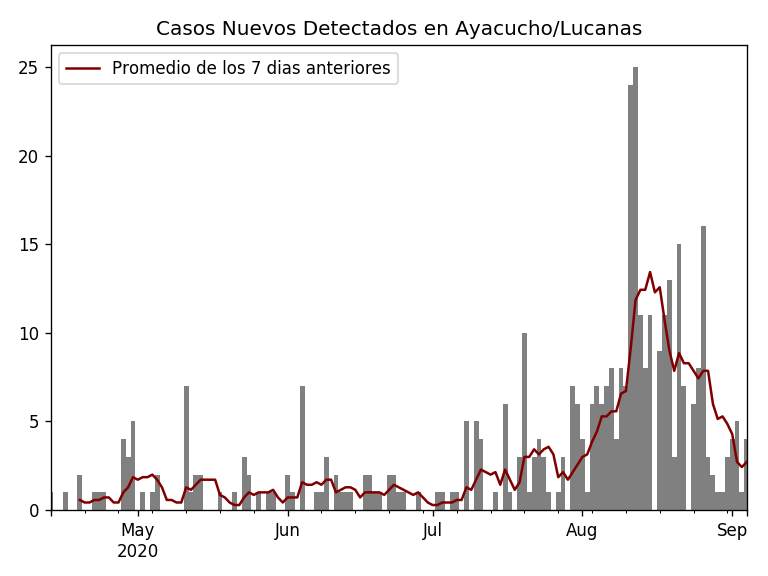 Casos Nuevos Detectados en Ayacucho/Lucanas
Promedio de los 7 dias anteriores
25
20
15
10
5
0
May
2020
Jun
Jul
Aug
Sep